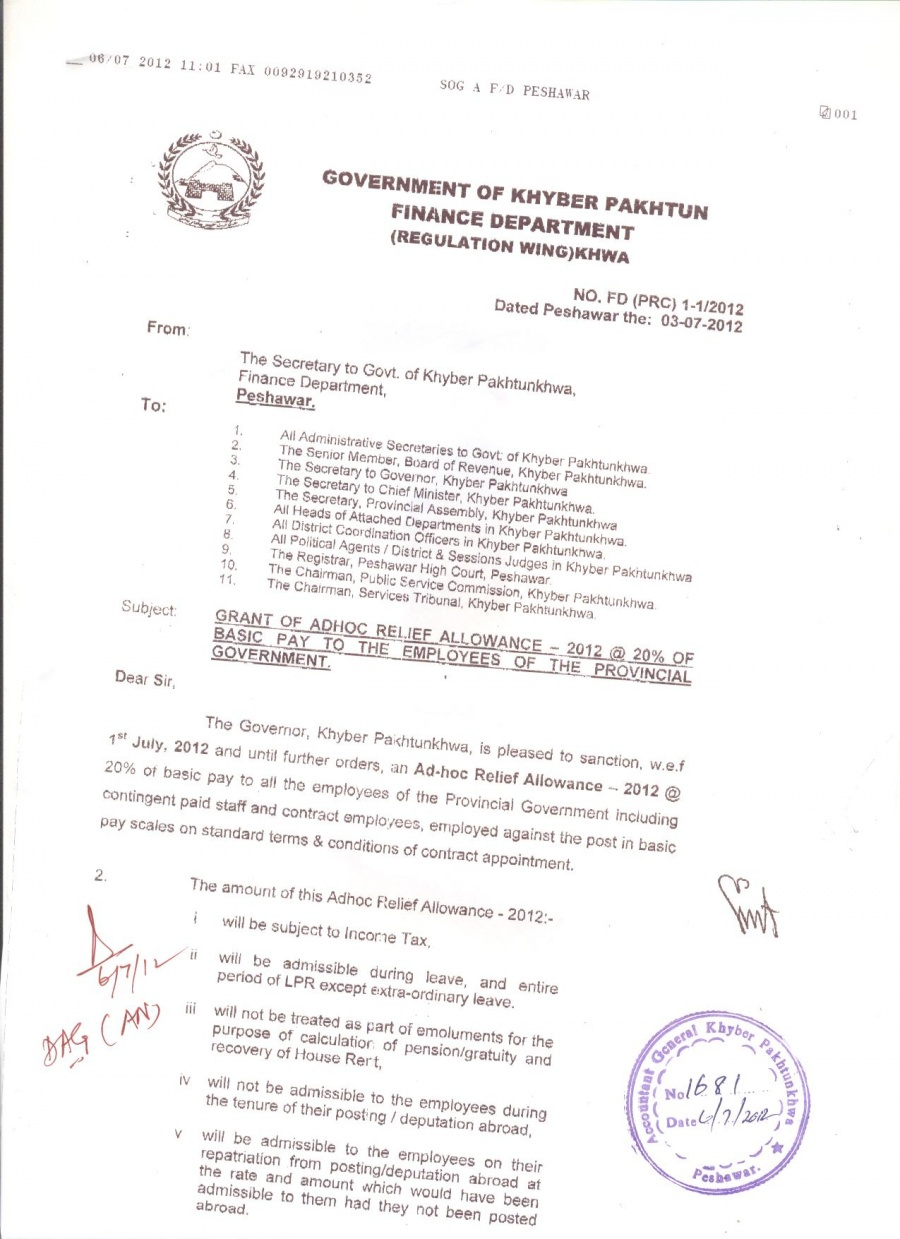 06/07 2012 11:01 FAX 0092919210352
SOG A F/D PESHAWAR
001
GOVERNMENT OF KHYBER PAKHTUN
FINANCE DEPARTMENT
(REGULATION WING)KHWA
NO. FD (PRC) 1-1/2012
Dated Peshawar the: 03-07-2012
From:
The Secretary to Govt. of Khyber Pakhtunkhwa,
Finance Department,
Peshawar.
To:
1. All Administrative Secretaries to Govt. of Khyber Pakhtunkhwa.
2. The Senior Member, Board of Revenue, Khyber Pakhtunkhwa.
3. The Secretary to Governor, Khyber Pakhtunkhwa
4. The Secretary to Chief Minister, Khyber Pakhtunkhwa.
5. The Secretary, Provincial Assembly, Khyber Pakhtunkhwa
6. All Heads of Attached Departments in Khyber Pakhtunkhwa.
7. All District Coordination Officers in Khyber Pakhtunkhwa.
8. All Political Agents / District & Sessions Judges in Khyber Pakhtunkhwa
9. The Registrar, Peshawar High Court, Peshawar.
10. The Chairman, Public Service Commission, Khyber Pakhtunkhwa.
11. The Chairman, Services Tribunal, Khyber Pakhtunkhwa.
Subject: GRANT OF ADHOC RELIEF ALLOWANCE – 2012 @ 20% OF
BASIC PAY TO THE EMPLOYEES OF THE PROVINCIAL
GOVERNMENT.
Dear Sir,
The Governor, Khyber Pakhtunkhwa, is pleased to sanction, w.e.f
1st July, 2012 and until further orders, an Ad-hoc Relief Allowance – 2012 @
20% of basic pay to all the employees of the Provincial Government including
contingent paid staff and contract employees, employed against the post in basic
pay scales on standard terms & conditions of contract appointment.
2. The amount of this Adhoc Relief Allowance - 2012:-
i will be subject to Income Tax,
ii will be admissible during leave, and entire
period of LPR except extra-ordinary leave.
iii will not be treated as part of emoluments for the
purpose of calculation of pension/gratuity and
recovery of House Rent,
iv will not be admissible to the employees during
the tenure of their posting / deputation abroad,
v will be admissible to the employees on their
repatriation from posting/deputation abroad at
the rate and amount which would have been
admissible to them had they not been posted
abroad.
6/7/12
DAG (AN)
Accountant General Khyber Pakhtunkhwa
No 1681
Date 6/7/2012
Peshawar.